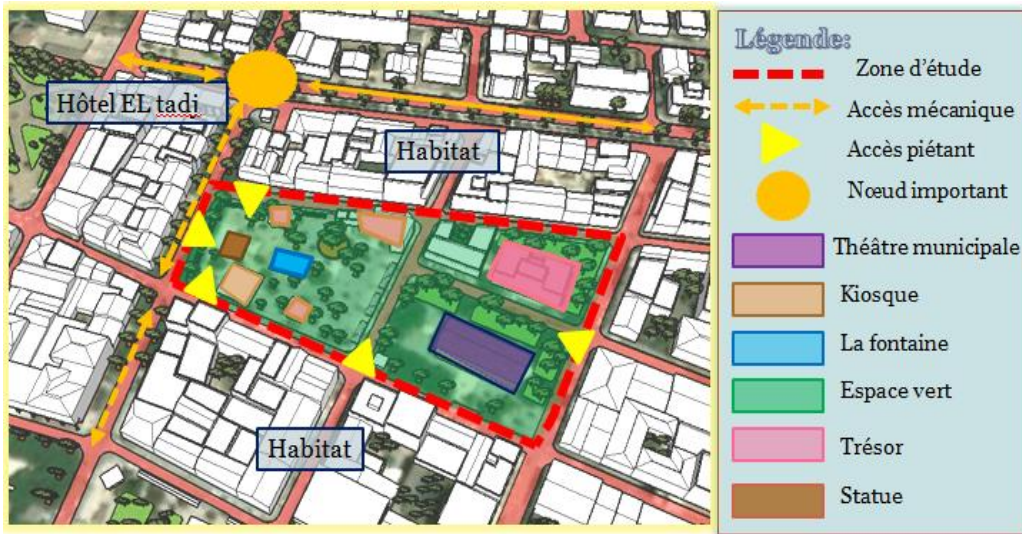 Hôtel EL tadj
Habitat
Habitat
Légende:
Zone d'étude
Accès mécanique
Accès piétant
Nœud important
Théâtre municipale
Kiosque
La fontaine
Espace vert
Trésor
Statue